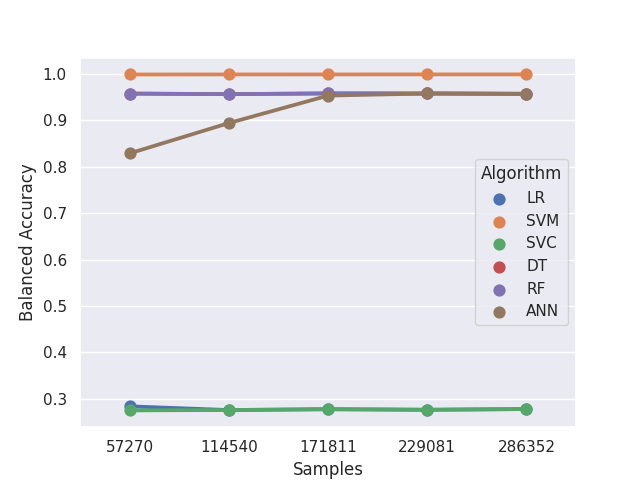 1.0
0.9
0.8
0.7
0.6
0.5
0.4
0.3
Balanced Accuracy
57270 114540 171811 229081 286352
Samples
Algorithm
LR
SVM
SVC
DT
RF
ANN